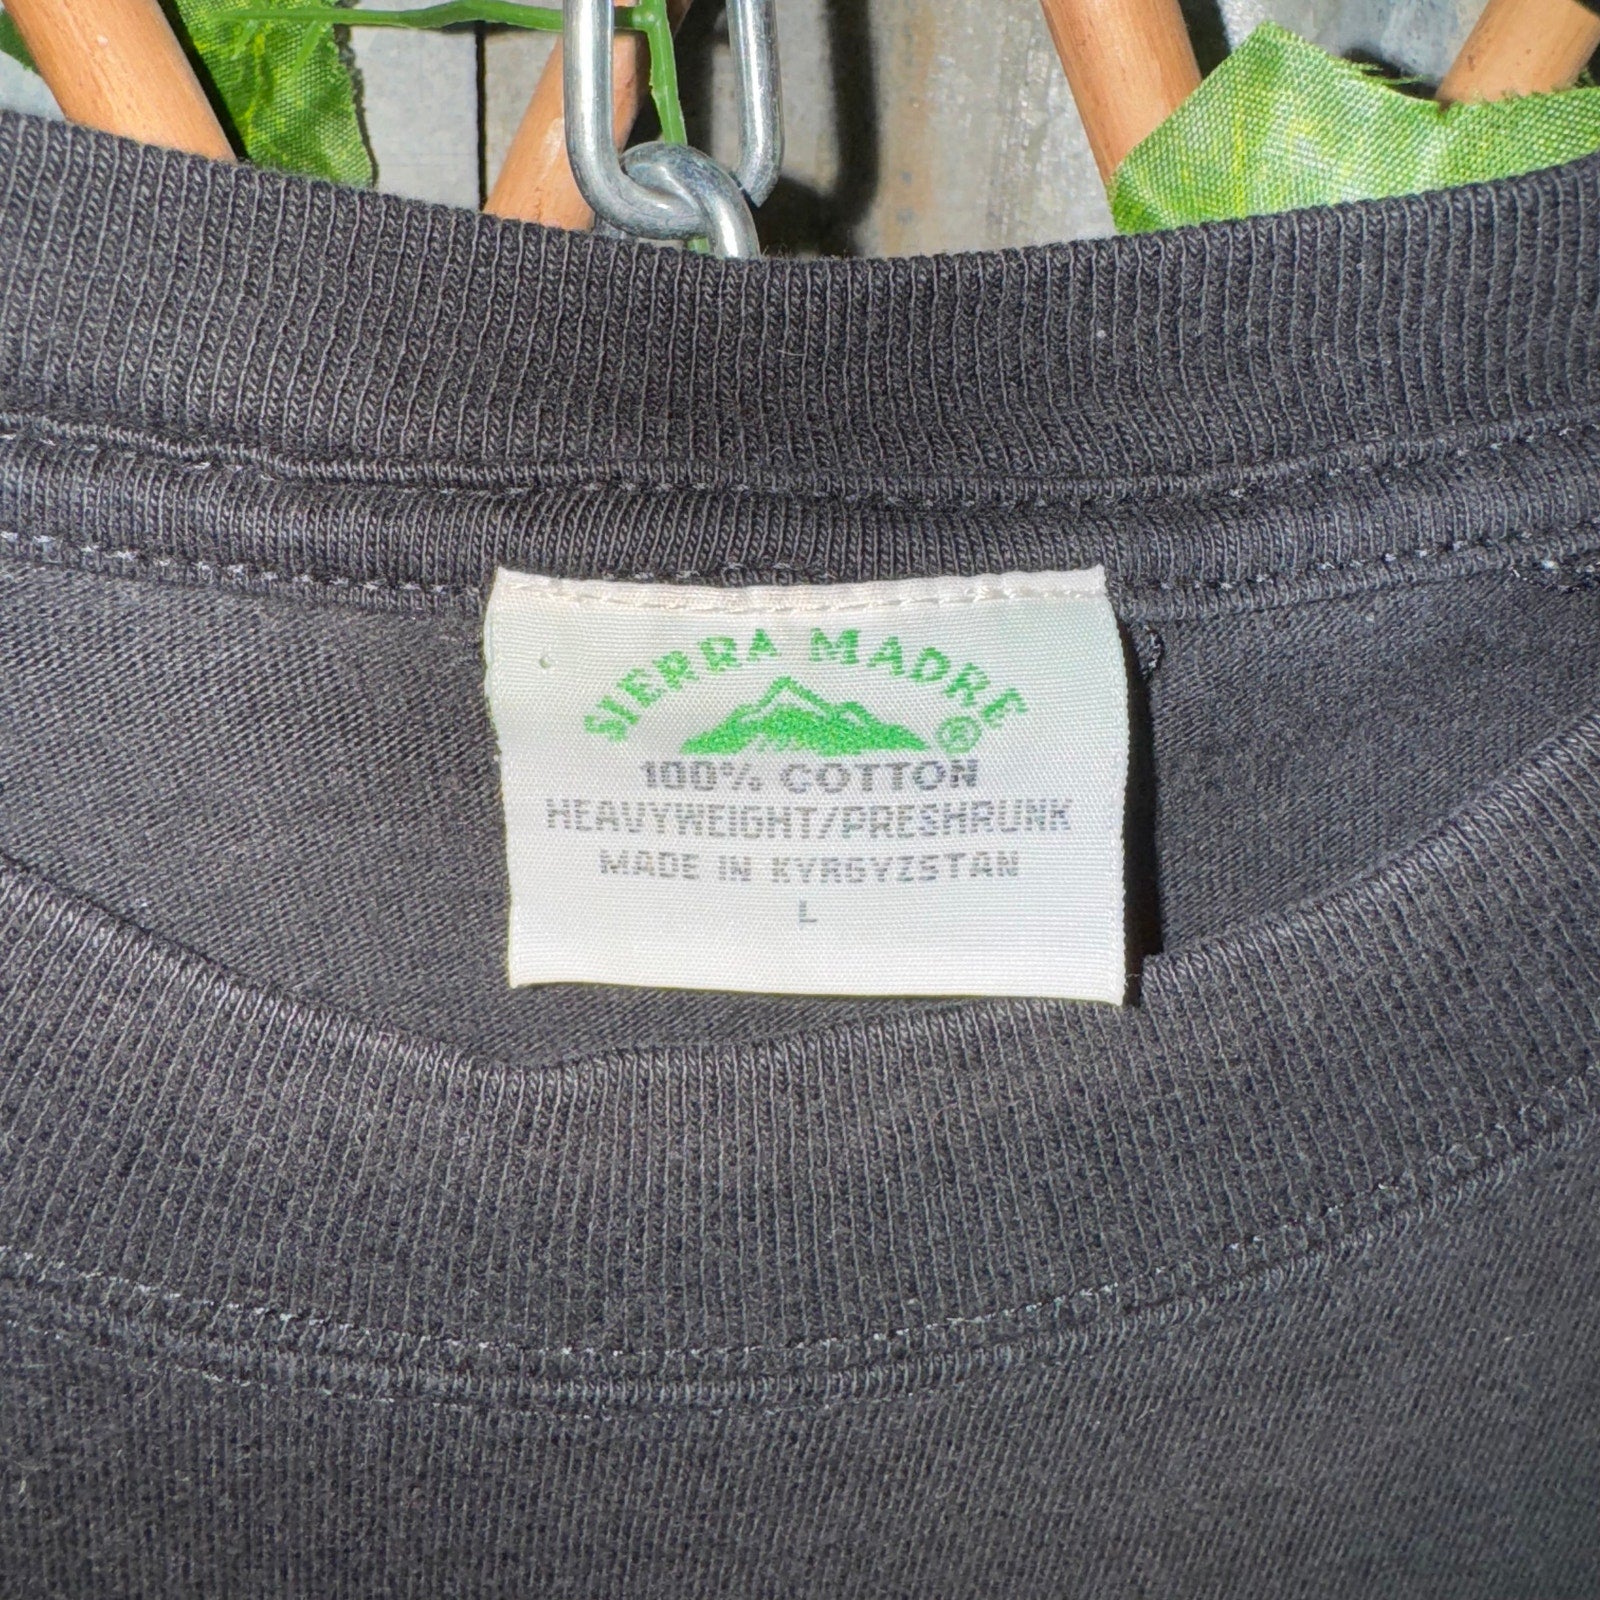 SIERRA MADRE ®
100% COTTON
HEAVYWEIGHT/PRESHRUNK
MADE IN KYRGYZSTAN
L